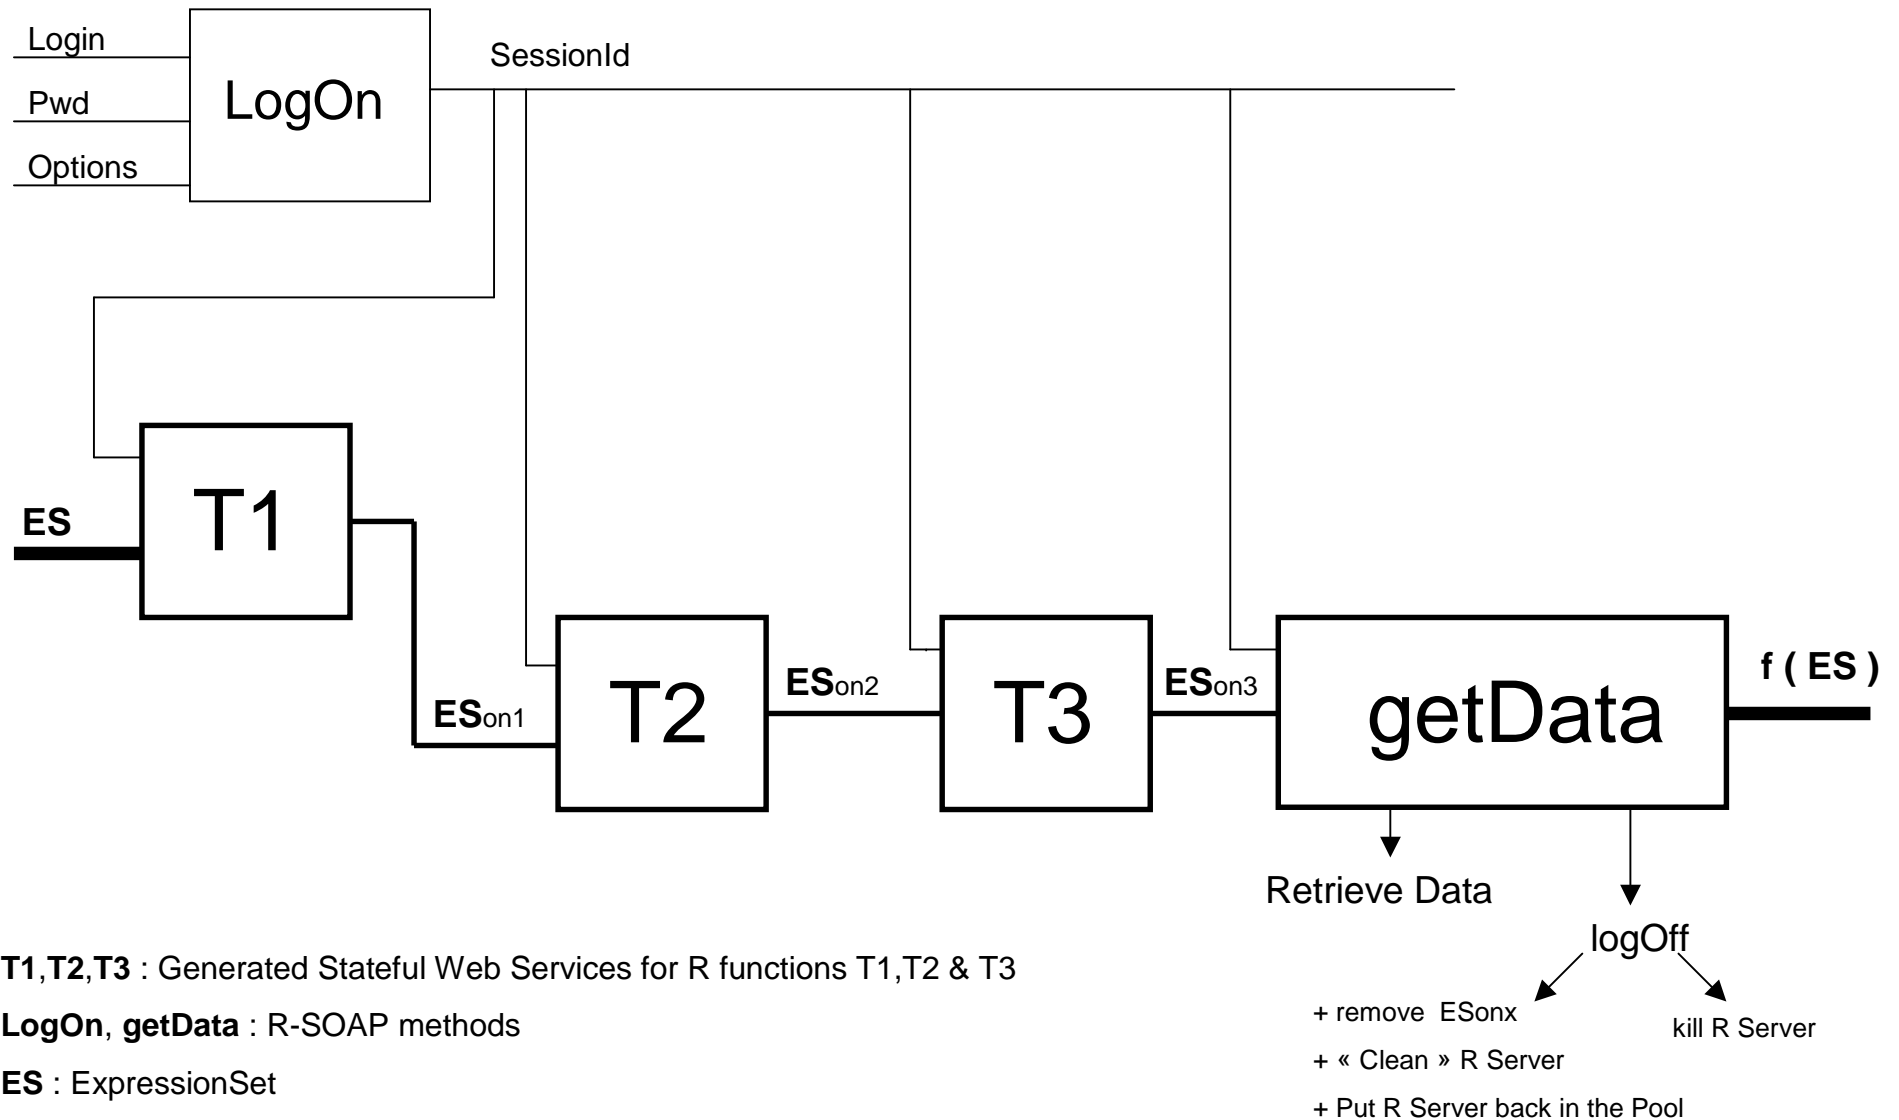 Login
Pwd
Options
LogOn
SessionId
ES
T1
ESon1
T2
ESon2
T3
ESon3
getData
f ( ES )
Retrieve Data
logOff
+ remove ESonx
+ « Clean » R Server
+ Put R Server back in the Pool
kill R Server
T1,T2,T3 : Generated Stateful Web Services for R functions T1,T2 & T3
LogOn, getData : R-SOAP methods
ES : ExpressionSet